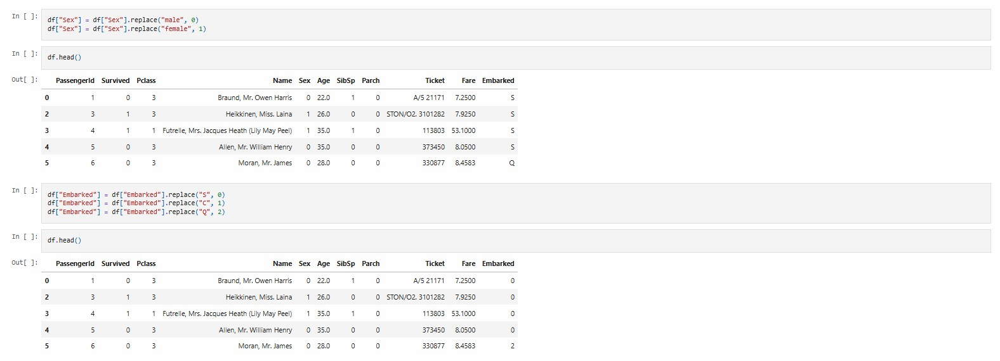 In [ ]:
df["Sex"] = df["Sex"].replace("male", 0)
df["Sex"] = df["Sex"].replace("female", 1)
In [ ]:
df.head()
Out[ ]:
PassengerId Survived Pclass Name Sex Age SibSp Parch Ticket Fare Embarked
0 1 0 3 Braund, Mr. Owen Harris 0 22.0 1 0 A/5 21171 7.2500 S
2 3 1 3 Heikkinen, Miss. Laina 1 26.0 0 0 STON/O2. 3101282 7.9250 S
3 4 1 1 Futrelle, Mrs. Jacques Heath (Lily May Peel) 1 35.0 1 0 113803 53.1000 S
4 5 0 3 Allen, Mr. William Henry 0 35.0 0 0 373450 8.0500 S
5 6 0 3 Moran, Mr. James 0 28.0 0 0 330877 8.4583 Q
In [ ]:
df["Embarked"] = df["Embarked"].replace("S", 0)
df["Embarked"] = df["Embarked"].replace("C", 1)
df["Embarked"] = df["Embarked"].replace("Q", 2)
In [ ]:
df.head()
Out[ ]:
PassengerId Survived Pclass Name Sex Age SibSp Parch Ticket Fare Embarked
0 1 0 3 Braund, Mr. Owen Harris 0 22.0 1 0 A/5 21171 7.2500 0
2 3 1 3 Heikkinen, Miss. Laina 1 26.0 0 0 STON/O2. 3101282 7.9250 0
3 4 1 1 Futrelle, Mrs. Jacques Heath (Lily May Peel) 1 35.0 1 0 113803 53.1000 0
4 5 0 3 Allen, Mr. William Henry 0 35.0 0 0 373450 8.0500 0
5 6 0 3 Moran, Mr. James 0 28.0 0 0 330877 8.4583 2